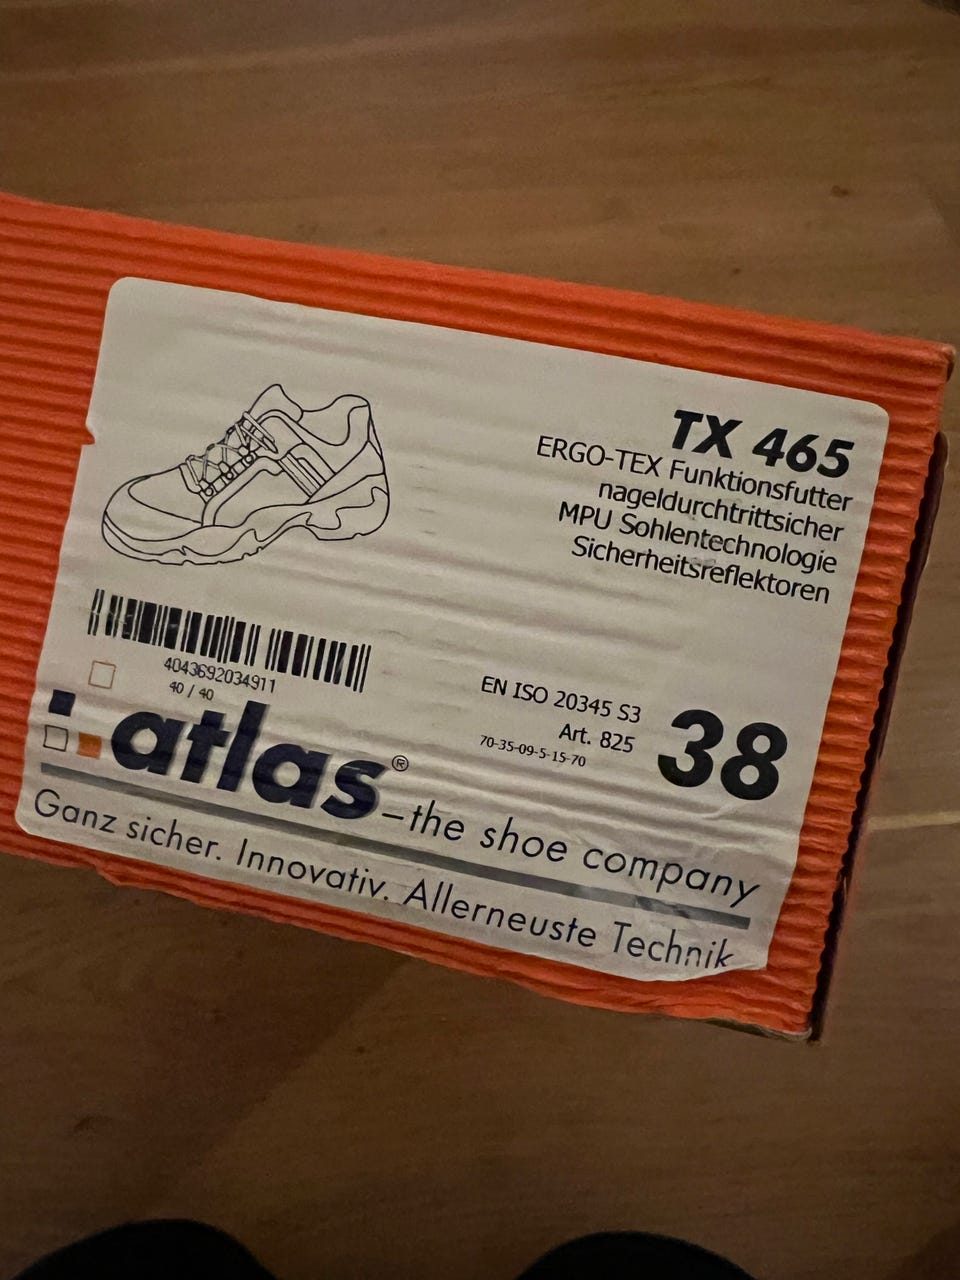 TX 465
ERGO-TEX Funktionsfutter
nageldurchtrittsicher
MPU Sohlentechnologie
Sicherheitsreflektoren
4043692034911
40 / 40
EN ISO 20345 S3
Art. 825
70-35-09-5-15-70
38
atlas® – the shoe company
Ganz sicher. Innovativ. Allerneuste Technik